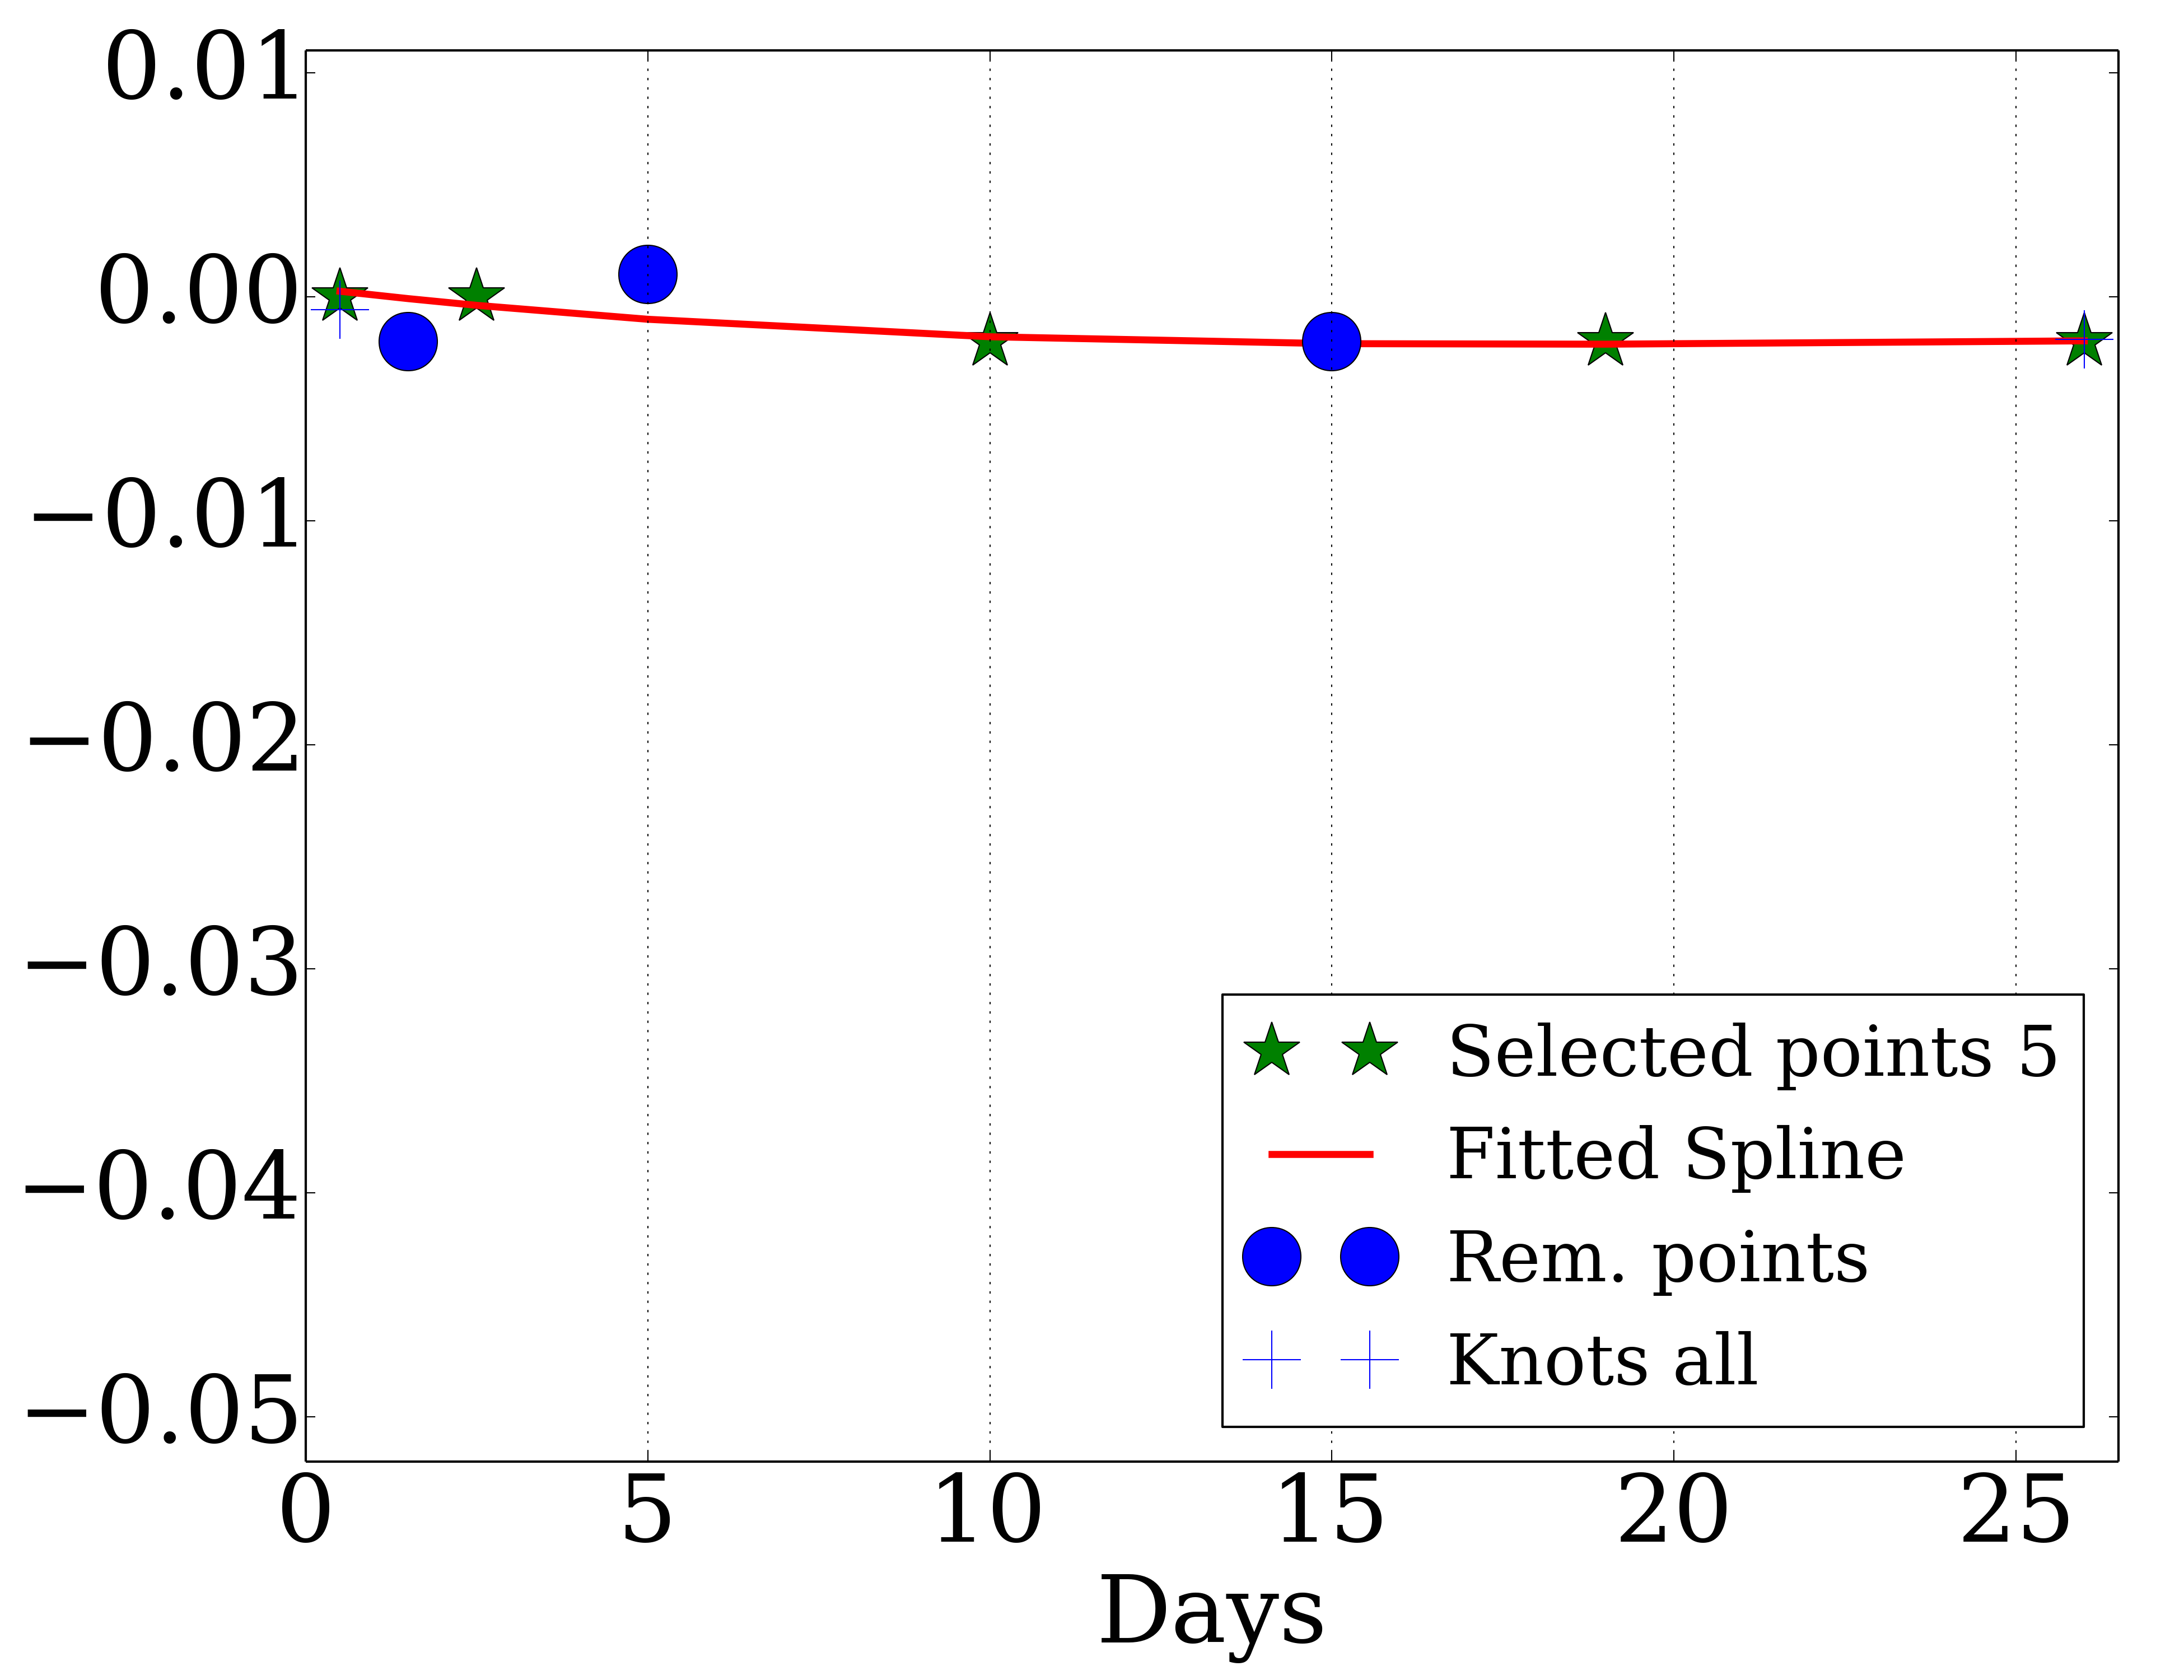 0.01
0.00
−0.01
−0.02
−0.03
−0.04
−0.05
Selected points 5
Fitted Spline
Rem. points
Knots all
0 5 10 15 20 25
Days